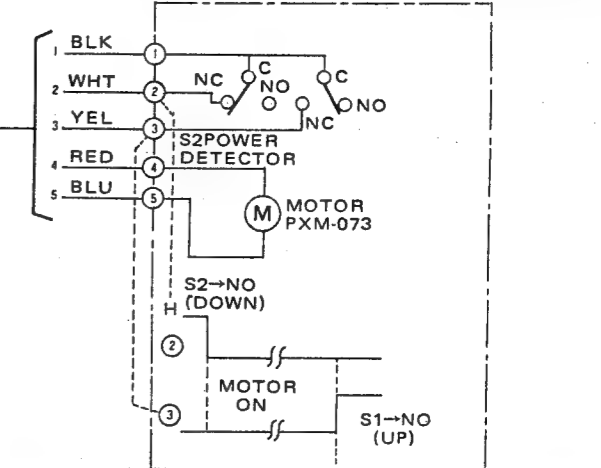 1 BLK 1
C C
2 WHT 2 NC NO NO
3 YEL 3 NC
S2POWER
DETECTOR
4 RED 4
5 BLU 5
M MOTOR
PXM-073
S2→NO
(DOWN)
H
2
MOTOR
ON
3
S1→NO
(UP)